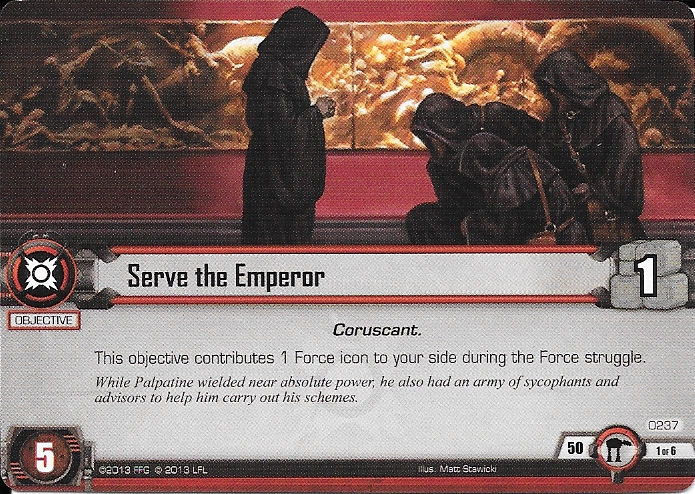 Serve the Emperor
1
OBJECTIVE
Coruscant.
This objective contributes 1 Force icon to your side during the Force struggle.
While Palpatine wielded near absolute power, he also had an army of sycophants and
advisors to help him carry out his schemes.
0237
5
50
1 OF 6
©2013 FFG © 2013 LFL
Illus. Matt Stawicki